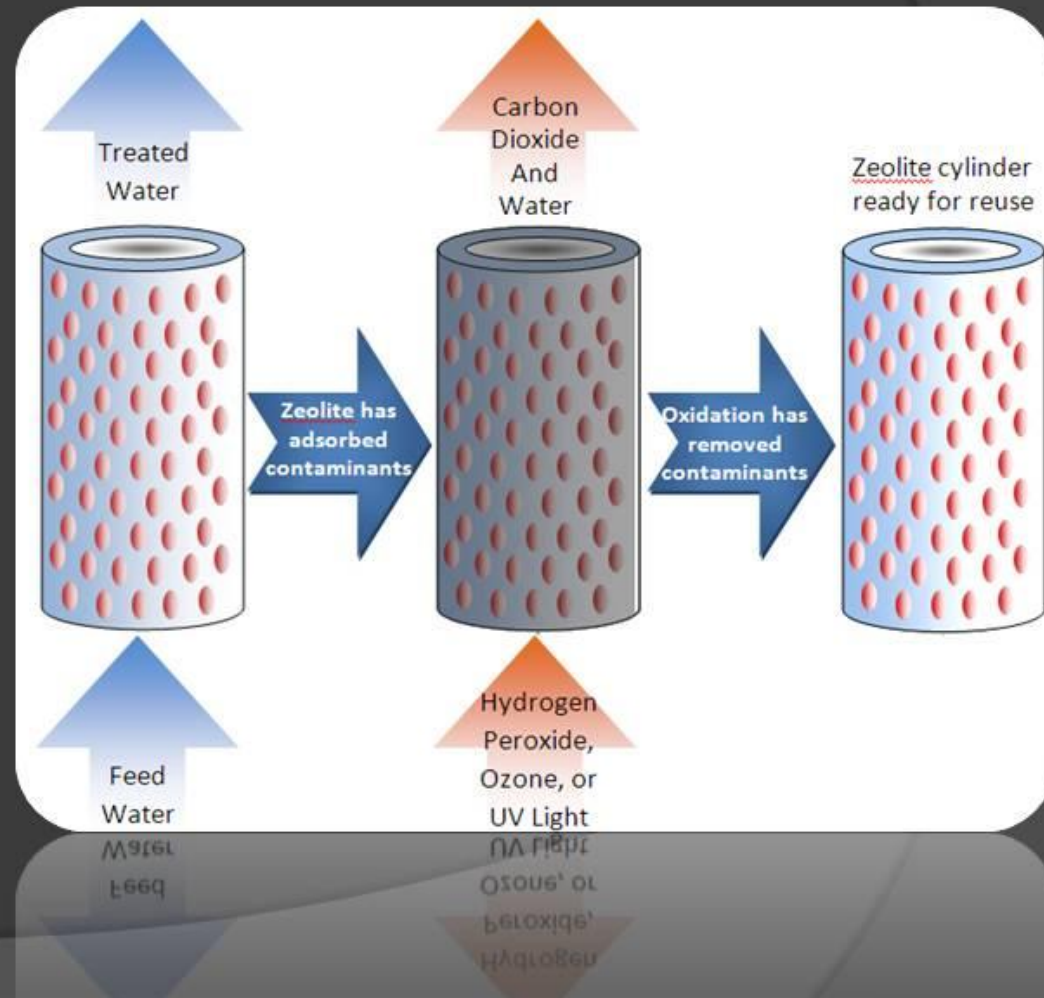 Treated
Water
Carbon
Dioxide
And
Water
Zeolite cylinder
ready for reuse
Zeolite has
adsorbed
contaminants
Oxidation has
removed
contaminants
Feed
Water
Hydrogen
Peroxide,
Ozone, or
UV Light